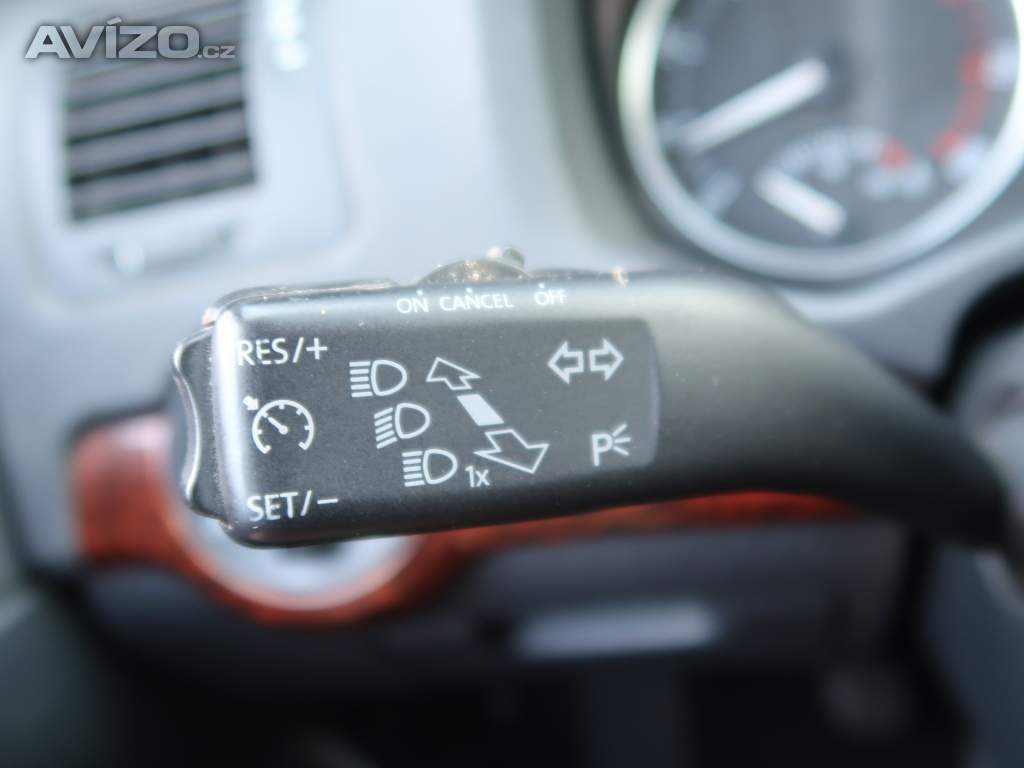 AVÍZO.cz
ON CANCEL OFF
RES/+
1x
P
SET/-